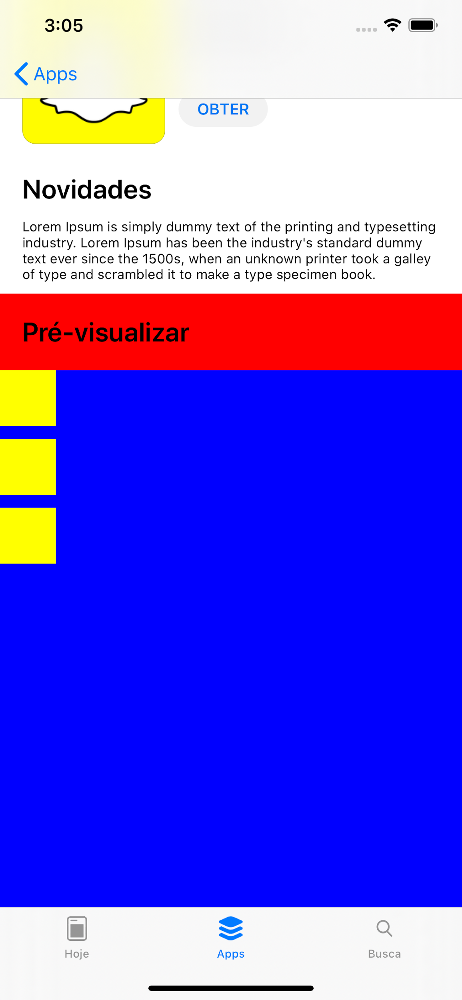 3:05
Apps
OBTER
Novidades
Lorem Ipsum is simply dummy text of the printing and typesetting
industry. Lorem Ipsum has been the industry's standard dummy
text ever since the 1500s, when an unknown printer took a galley
of type and scrambled it to make a type specimen book.
Pré-visualizar
Hoje
Apps
Busca